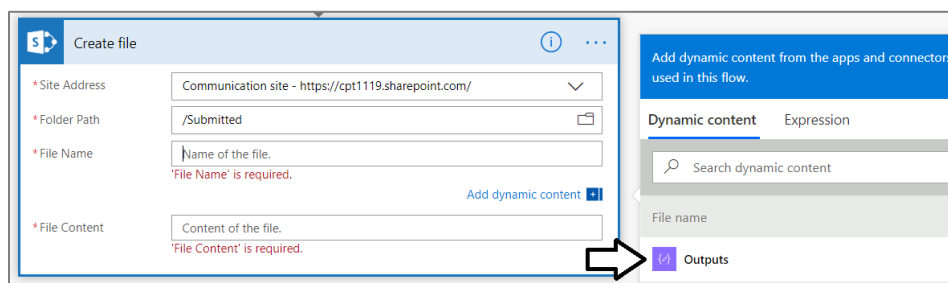 Create file
*Site Address
Communication site - https://cpt1119.sharepoint.com/
*Folder Path
/Submitted
*File Name
Name of the file.
'File Name' is required.
Add dynamic content
*File Content
Content of the file.
'File Content' is required.
Add dynamic content from the apps and connectors
used in this flow.
Dynamic content Expression
Search dynamic content
File name
Outputs